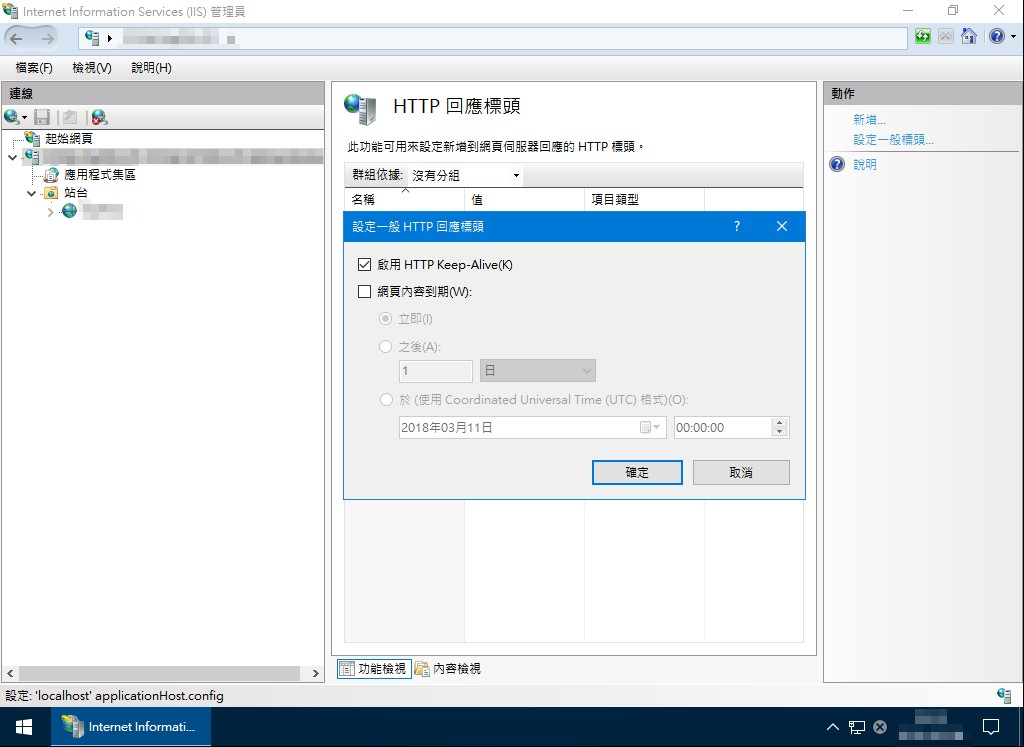 Internet Information Services (IIS) 管理員
檔案(F) 檢視(V) 說明(H)
連線
起始網頁
應用程式集區
站台
HTTP 回應標頭
此功能可用來設定新增到網頁伺服器回應的 HTTP 標頭。
群組依據: 沒有分組
名稱 值 項目類型
設定一般 HTTP 回應標頭 ?
啟用 HTTP Keep-Alive(K)
網頁內容到期(W):
立即(I)
之後(A):
1 日
於 (使用 Coordinated Universal Time (UTC) 格式)(O):
2018年03月11日 00:00:00
確定 取消
功能檢視 內容檢視
動作
新增...
設定一般標頭...
說明
設定: 'localhost' applicationHost.config
Internet Informati...